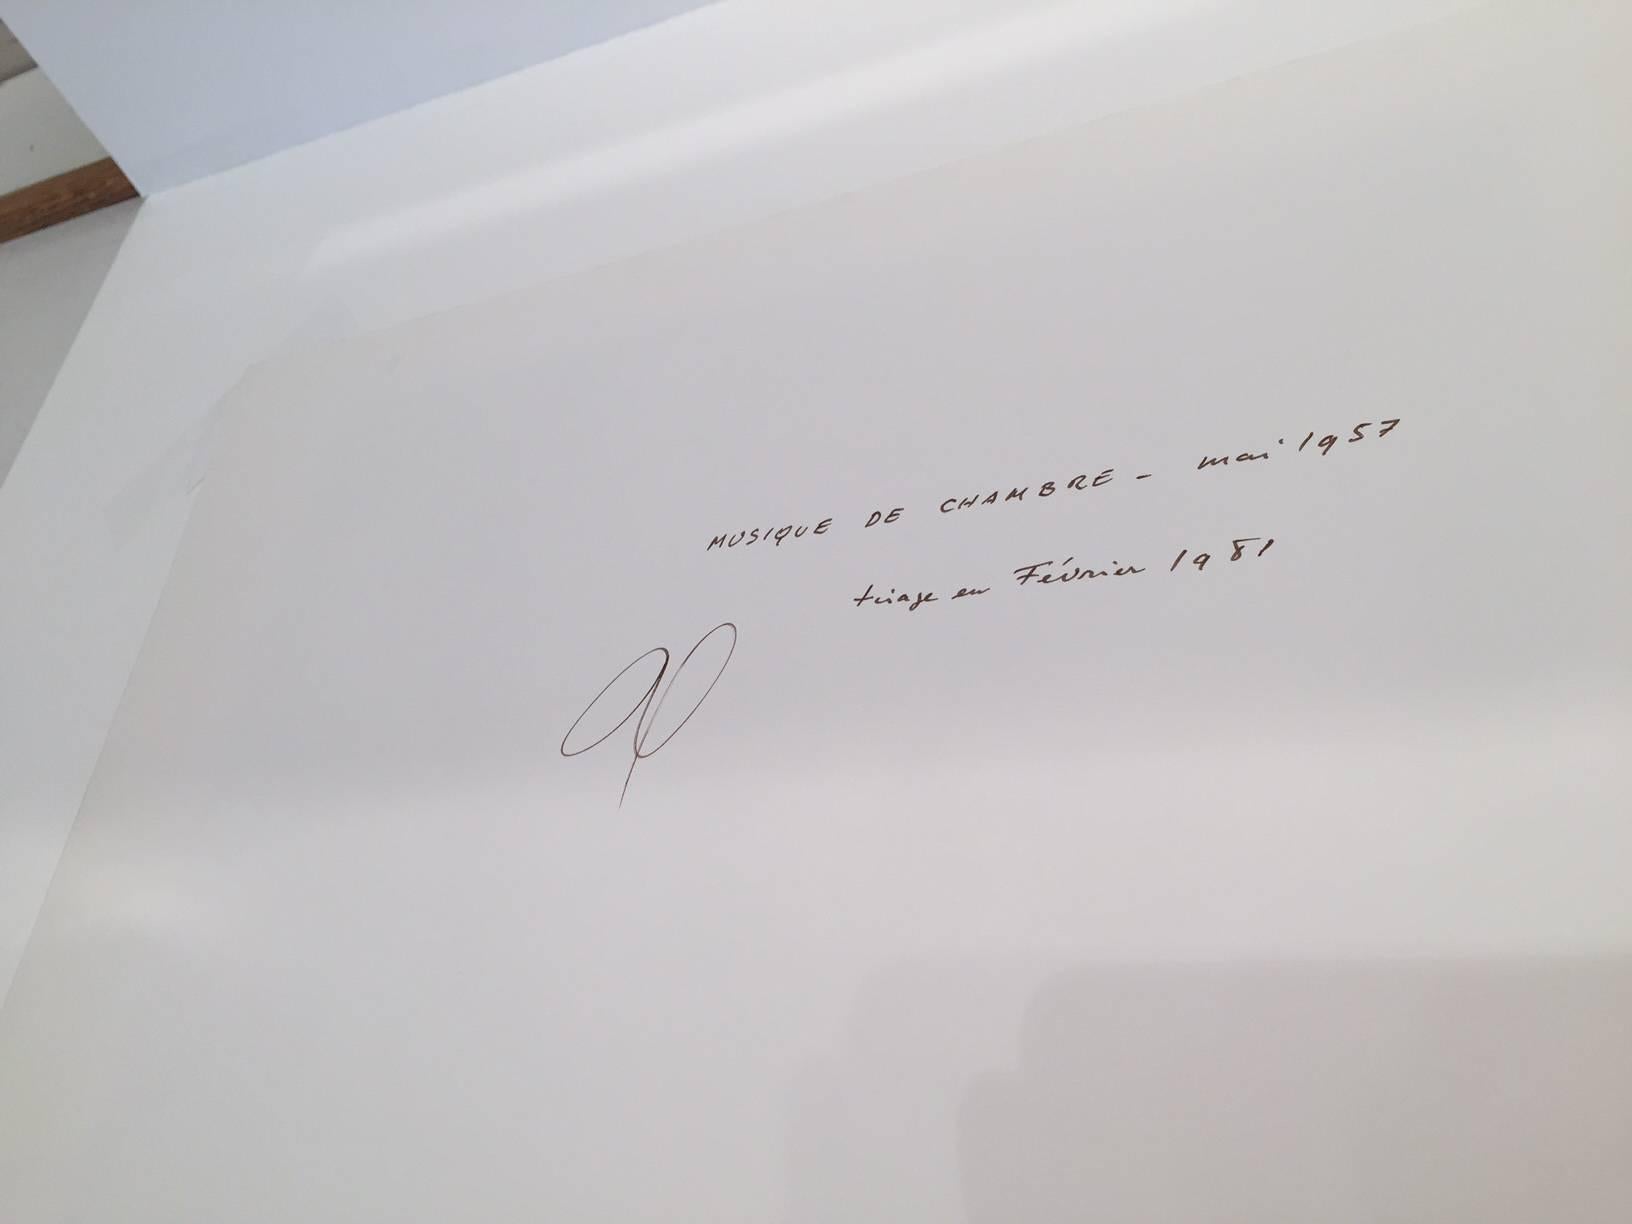 MUSIQUE DE CHAMBRE - mai 1957
tirage en Février 1981